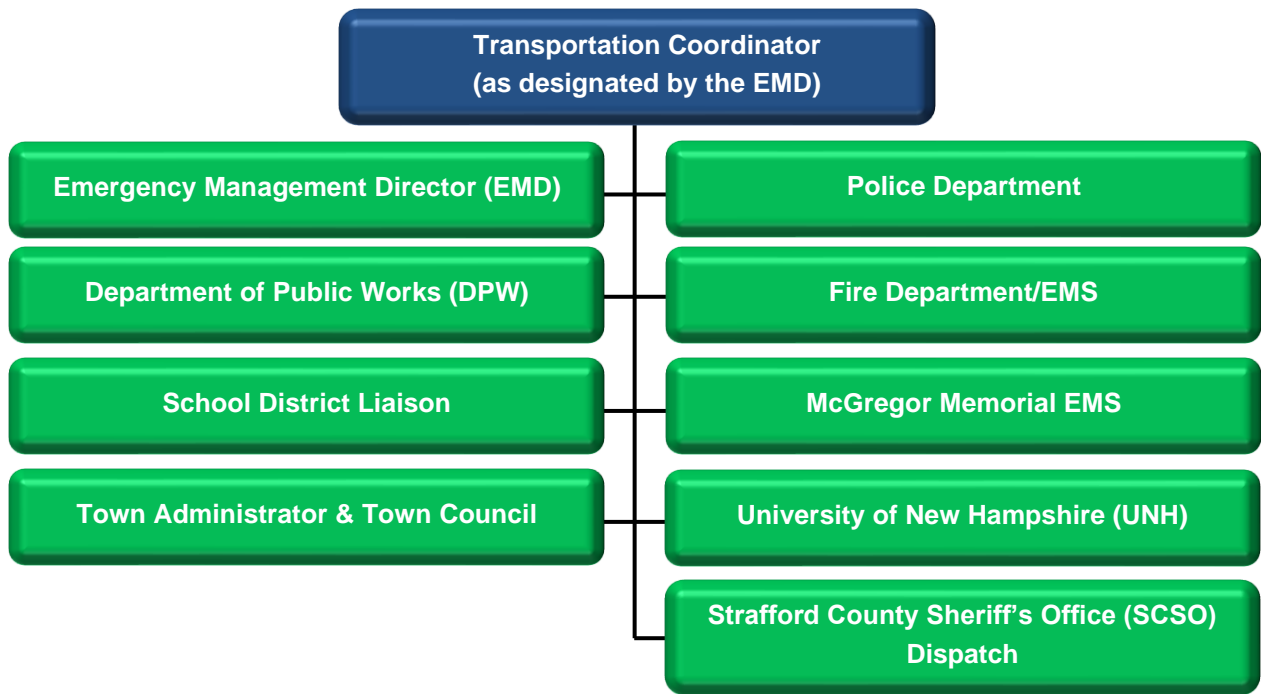 Transportation Coordinator
(as designated by the EMD)
Emergency Management Director (EMD)
Police Department
Department of Public Works (DPW)
Fire Department/EMS
School District Liaison
McGregor Memorial EMS
Town Administrator & Town Council
University of New Hampshire (UNH)
Strafford County Sheriff’s Office (SCSO)
Dispatch